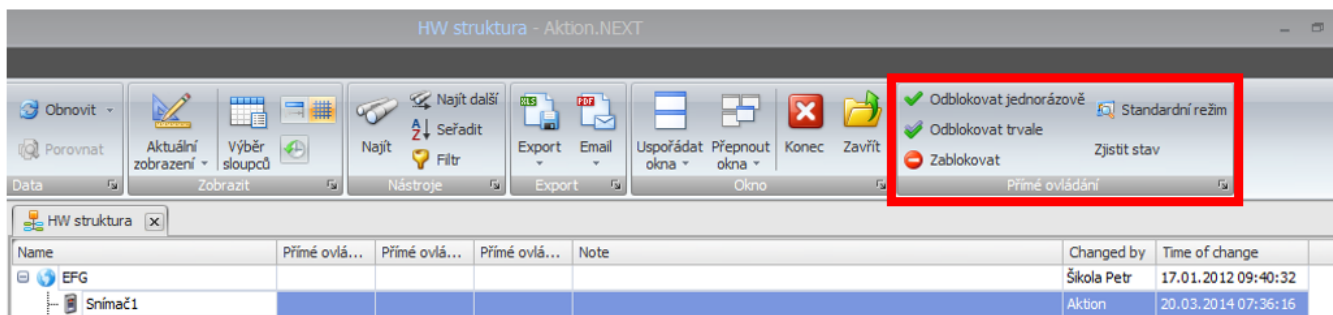 HW struktura - Aktion.NEXT
Obnovit
Porovnat
Data
Aktuální
zobrazení
Výběr
sloupců
Zobrazit
Najít
Najít další
Seřadit
Filtr
Nástroje
XLS
Export
PDF
Email
Export
Uspořádat
okna
Přepnout
okna
Konec
Zavřít
Okno
Odblokovat jednorázově
Odblokovat trvale
Zablokovat
Standardní režim
Zjistit stav
Přímé ovládání
HW struktura
Name Přímé ovlá... Přímé ovlá... Přímé ovlá... Note Changed by Time of change
EFG Šikola Petr 17.01.2012 09:40:32
Snímač1 Aktion 20.03.2014 07:36:16